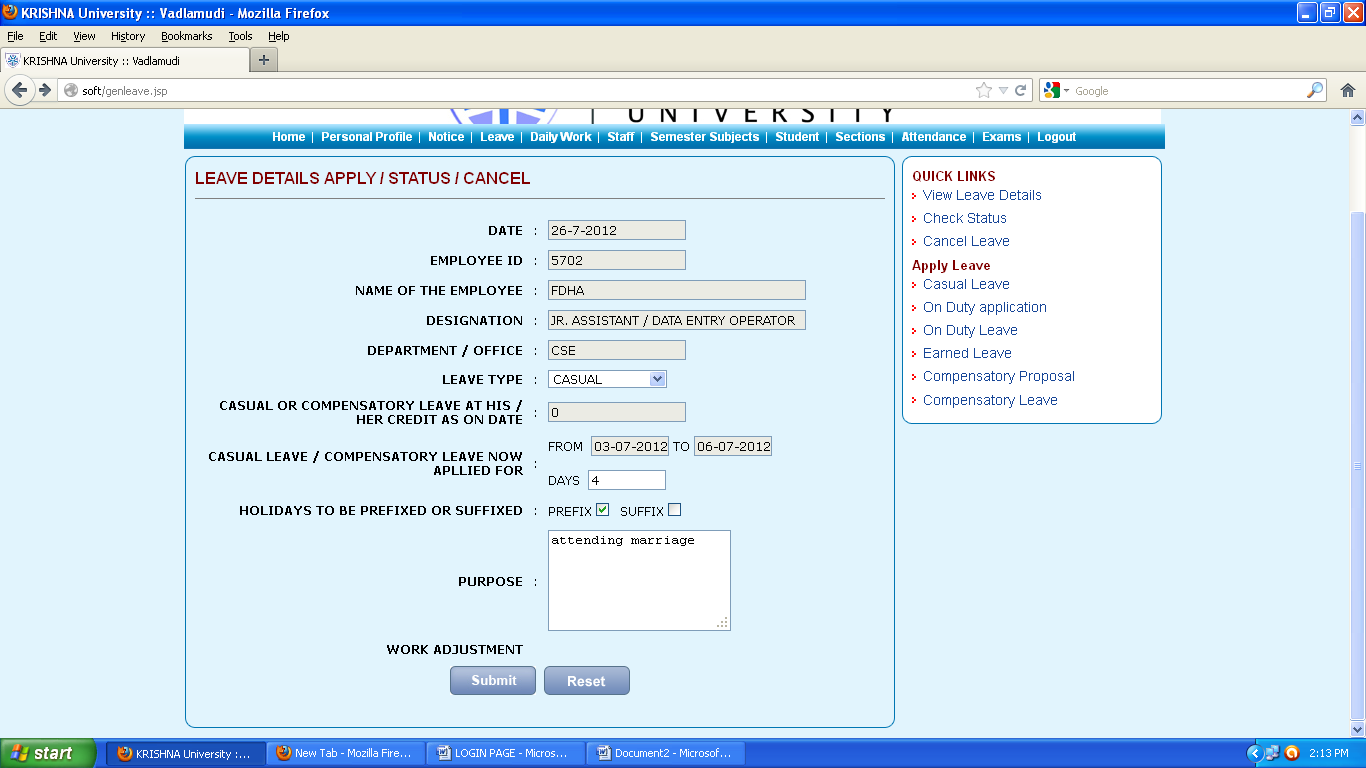 KRISHNA University :: Vadlamudi - Mozilla Firefox
File Edit View History Bookmarks Tools Help
KRISHNA University :: Vadlamudi
soft/genleave.jsp
Google
UNIVERSITY
Home | Personal Profile | Notice | Leave | Daily Work | Staff | Semester Subjects | Student | Sections | Attendance | Exams | Logout
LEAVE DETAILS APPLY / STATUS / CANCEL
DATE : 26-7-2012
EMPLOYEE ID : 5702
NAME OF THE EMPLOYEE : FDHA
DESIGNATION : JR. ASSISTANT / DATA ENTRY OPERATOR
DEPARTMENT / OFFICE : CSE
LEAVE TYPE : CASUAL
CASUAL OR COMPENSATORY LEAVE AT HIS /
HER CREDIT AS ON DATE : 0
CASUAL LEAVE / COMPENSATORY LEAVE NOW
APLLIED FOR :
FROM 03-07-2012 TO 06-07-2012
DAYS 4
HOLIDAYS TO BE PREFIXED OR SUFFIXED : PREFIX SUFFIX
PURPOSE : attending marriage
WORK ADJUSTMENT
Submit Reset
QUICK LINKS
View Leave Details
Check Status
Cancel Leave
Apply Leave
Casual Leave
On Duty application
On Duty Leave
Earned Leave
Compensatory Proposal
Compensatory Leave
start KRISHNA University :... New Tab - Mozilla Fire... LOGIN PAGE - Micros... Document2 - Microsof... 2:13 PM